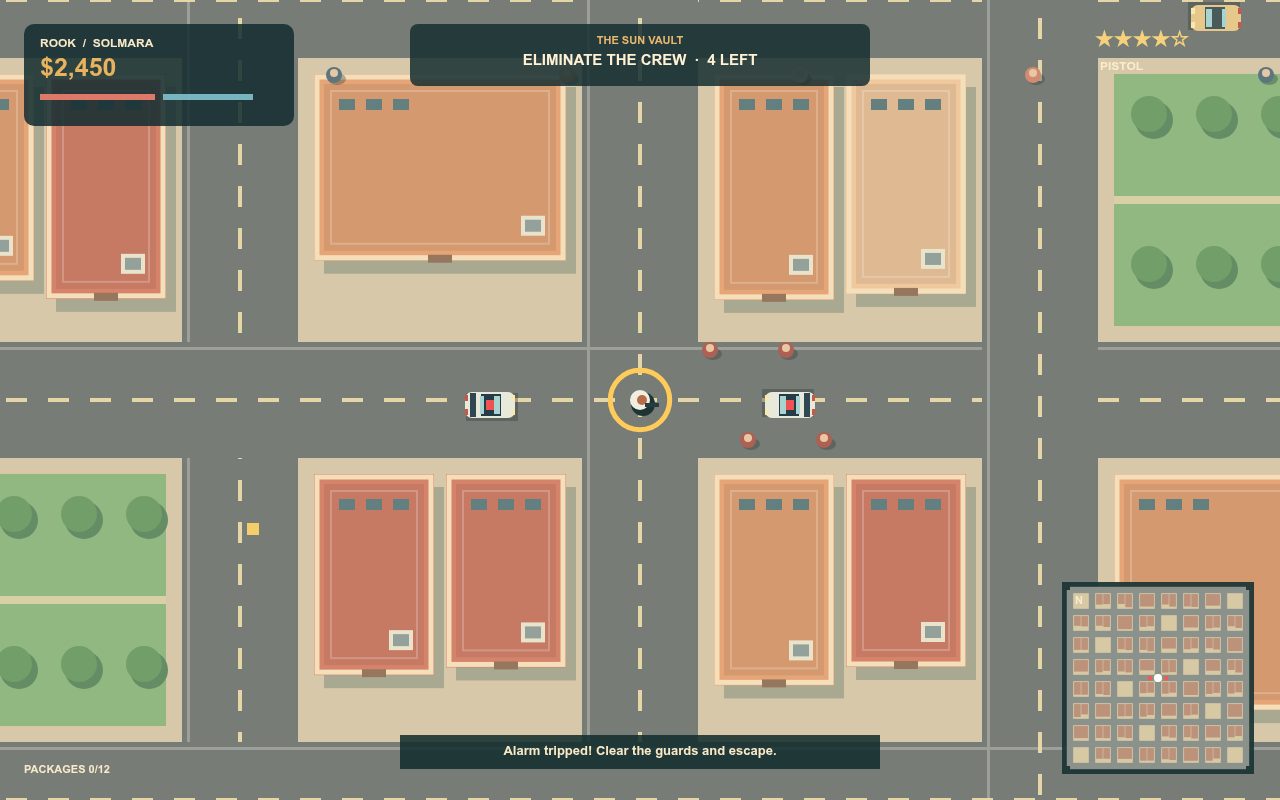 ROOK / SOLMARA
$2,450
THE SUN VAULT
ELIMINATE THE CREW · 4 LEFT
★★★★☆
PISTOL
N
Alarm tripped! Clear the guards and escape.
PACKAGES 0/12